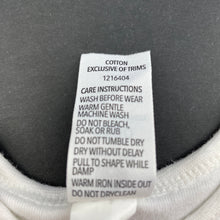 COTTON
EXCLUSIVE OF TRIMS
1216404
CARE INSTRUCTIONS
WASH BEFORE WEAR
WARM GENTLE
MACHINE WASH
DO NOT BLEACH,
SOAK OR RUB
DO NOT TUMBLE DRY
DRY WITHOUT DELAY
PULL TO SHAPE WHILE
DAMP
WARM IRON INSIDE OUT
DO NOT DRYCLEAN